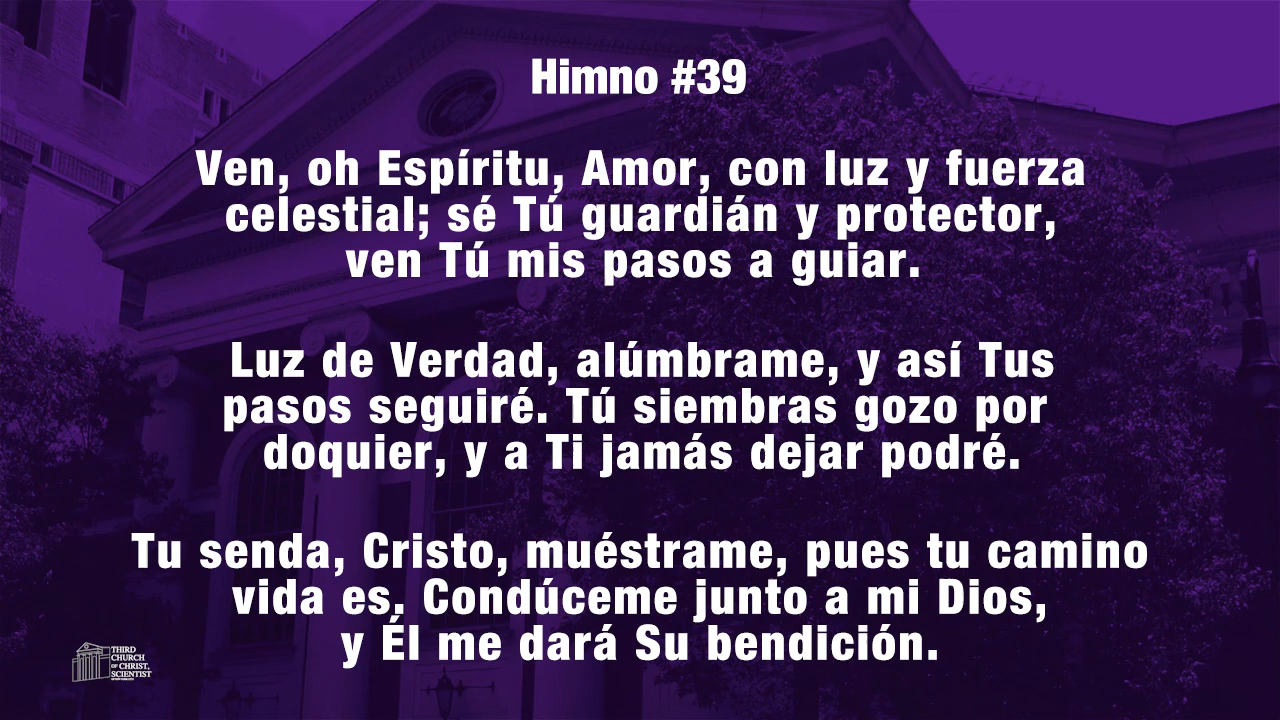 Himno #39
Ven, oh Espíritu, Amor, con luz y fuerza
celestial; sé Tú guardián y protector,
ven Tú mis pasos a guiar.
Luz de Verdad, alúmbrame, y así Tus
pasos seguiré. Tú siembras gozo por
doquier, y a Ti jamás dejar podré.
Tu senda, Cristo, muéstrame, pues tu camino
vida es. Condúceme junto a mi Dios,
y Él me dará Su bendición.
THIRD
CHURCH
OF CHRIST,
SCIENTIST